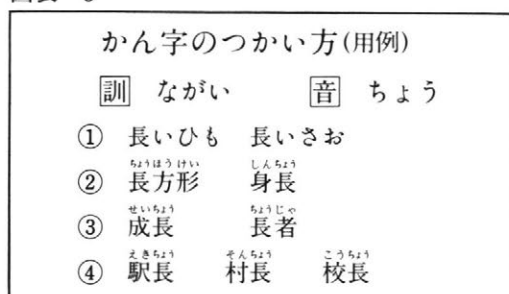 かん字のつかい方(用例)
訓 ながい 音 ちょう
① 長いひも 長いさお
ちょうほうけい しんちょう
② 長方形 身長
せいちょう ちょうじゃ
③ 成長 長者
えきちょう そんちょう こうちょう
④ 駅長 村長 校長